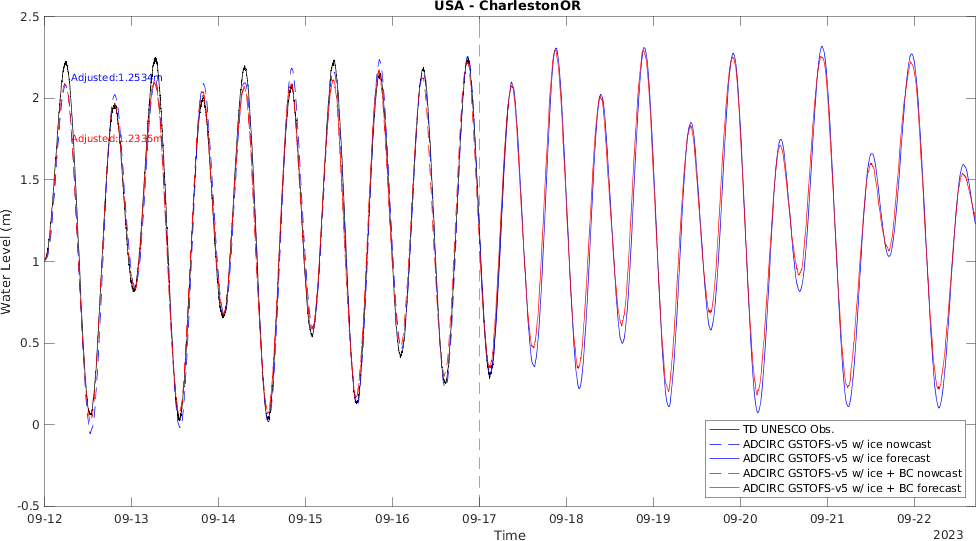 USA - CharlestonOR
2.5
2
1.5
1
0.5
0
-0.5
Water Level (m)
Adjusted:1.2534m
Adjusted:1.2335m
TD UNESCO Obs.
ADCIRC GSTOFS-v5 w/ ice nowcast
ADCIRC GSTOFS-v5 w/ ice forecast
ADCIRC GSTOFS-v5 w/ ice + BC nowcast
ADCIRC GSTOFS-v5 w/ ice + BC forecast
09-12 09-13 09-14 09-15 09-16 09-17 09-18 09-19 09-20 09-21 09-22
Time
2023